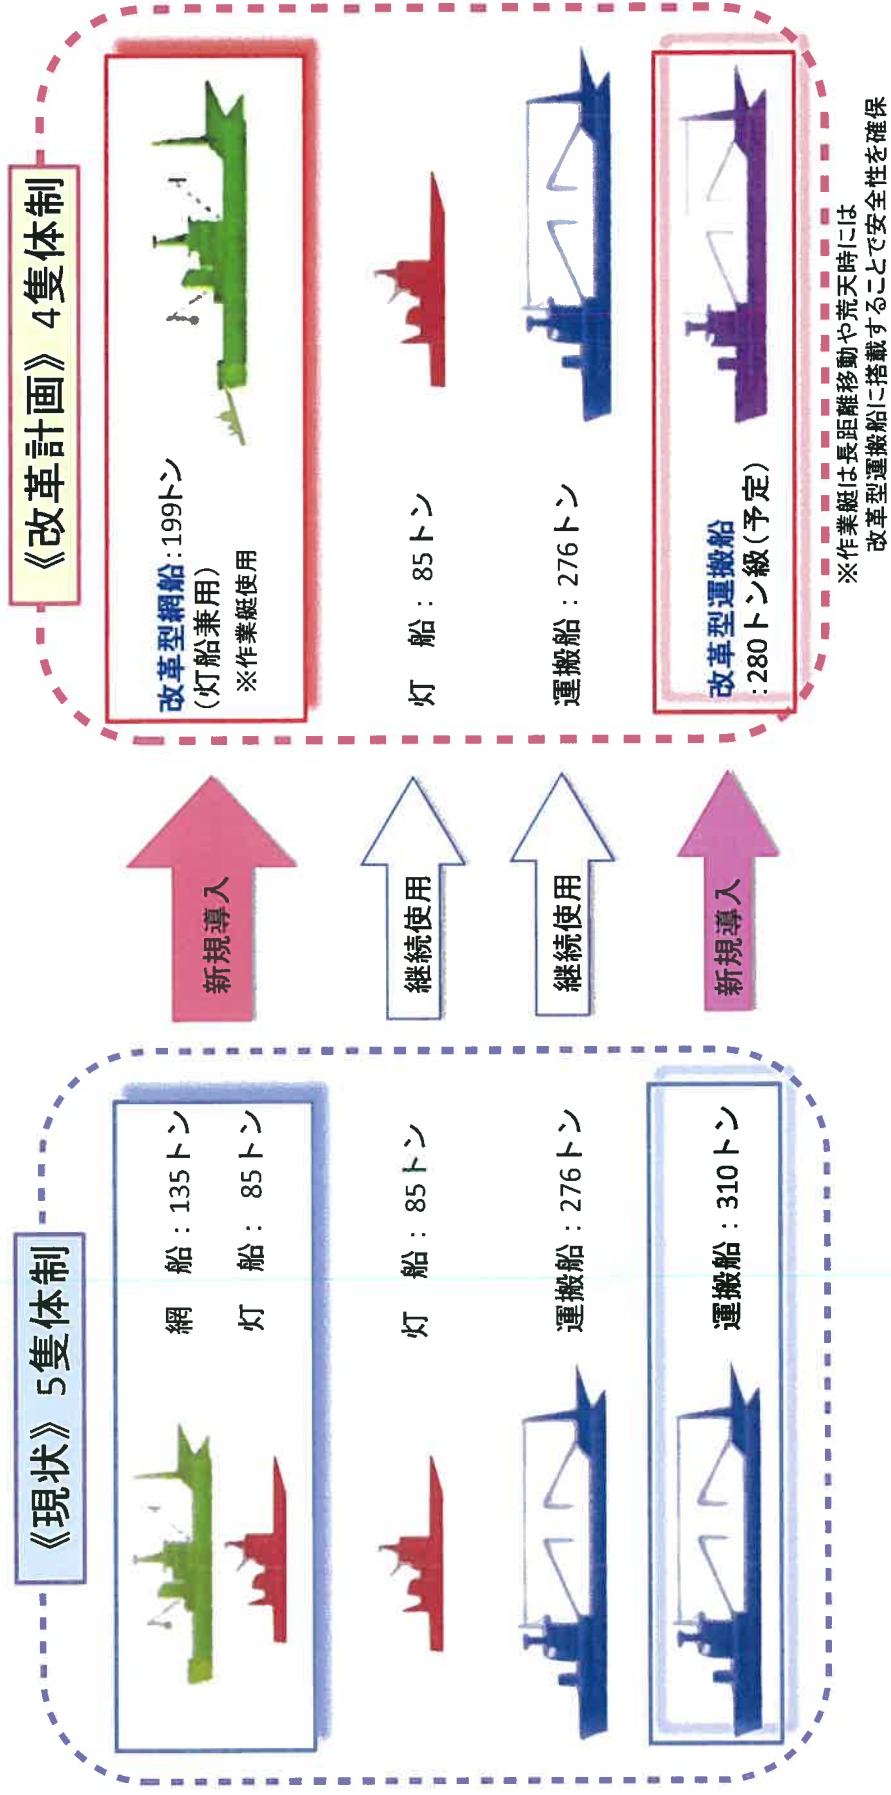 《現状》 5隻体制
網　船：135トン
灯　船： 85トン
灯　船： 85トン
運搬船：276トン
運搬船：310トン
新規導入
継続使用
継続使用
新規導入
《改革計画》 4隻体制
改革型網船：199トン
（灯船兼用）
※作業艇使用
灯　船： 85トン
運搬船：276トン
改革型運搬船
：280トン級（予定）
※作業艇は長距離移動や荒天時には
改革型運搬船に搭載することで安全性を確保